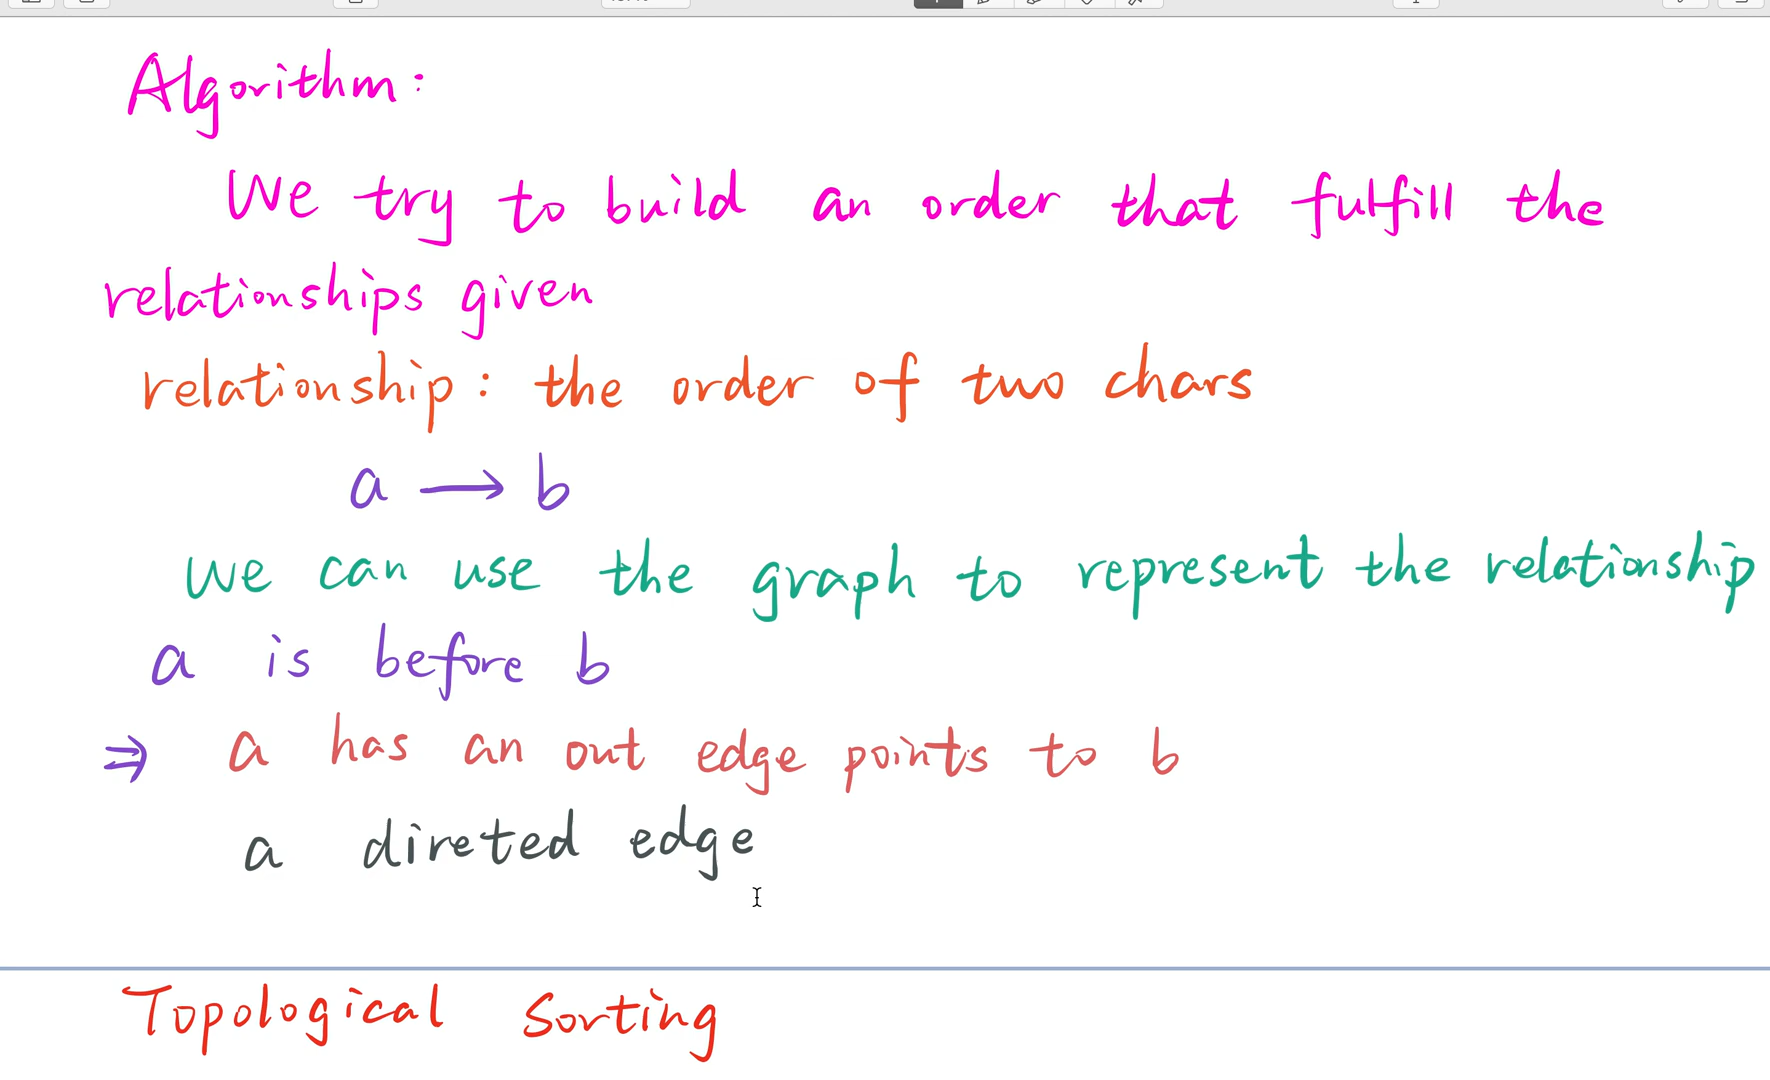 Algorithm:
We try to build an order that fulfill the
relationships given
relationship: the order of two chars
a → b
we can use the graph to represent the relationship
a is before b
⇒ a has an out edge points to b
a direted edge
Topological Sorting